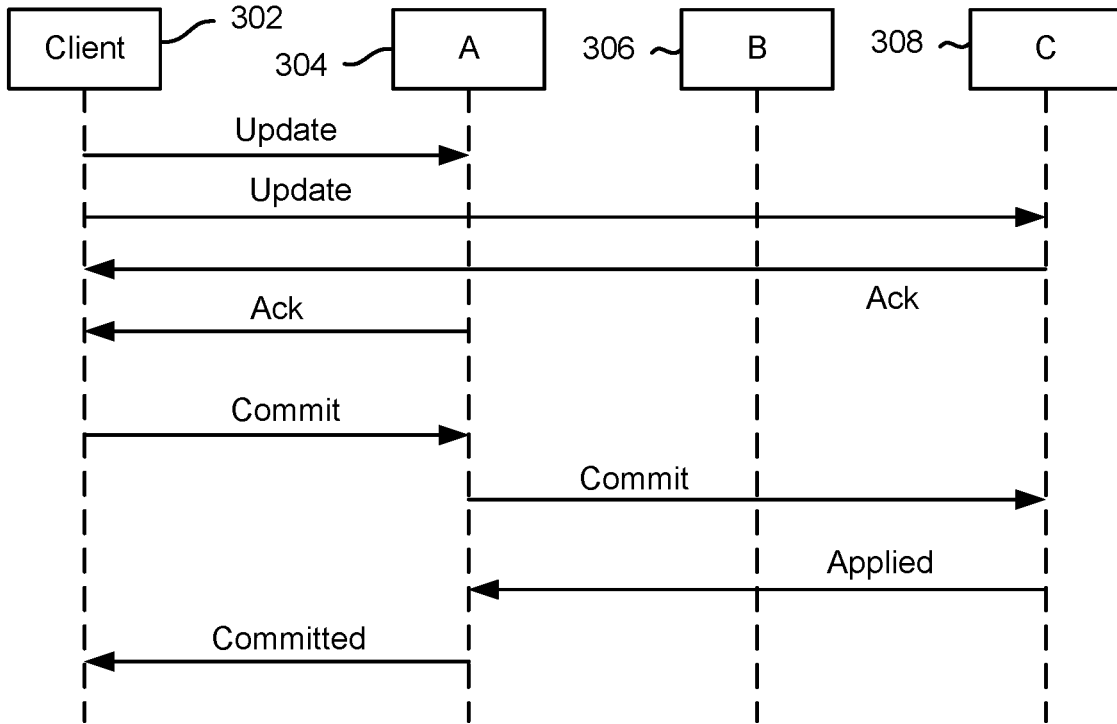 Client
302
304
A
306
B
308
C
Update
Update
Ack
Ack
Commit
Commit
Applied
Committed